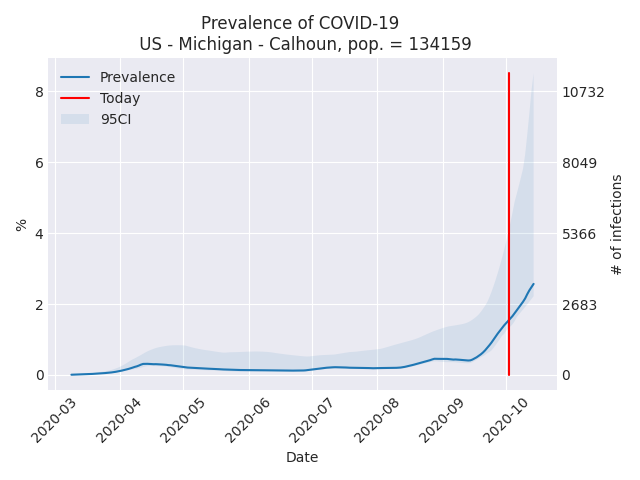 Prevalence of COVID-19
US - Michigan - Calhoun, pop. = 134159
Prevalence
Today
95CI
8
6
4
2
0
%
10732
8049
5366
2683
0
# of infections
2020-03
2020-04
2020-05
2020-06
2020-07
2020-08
2020-09
2020-10
Date